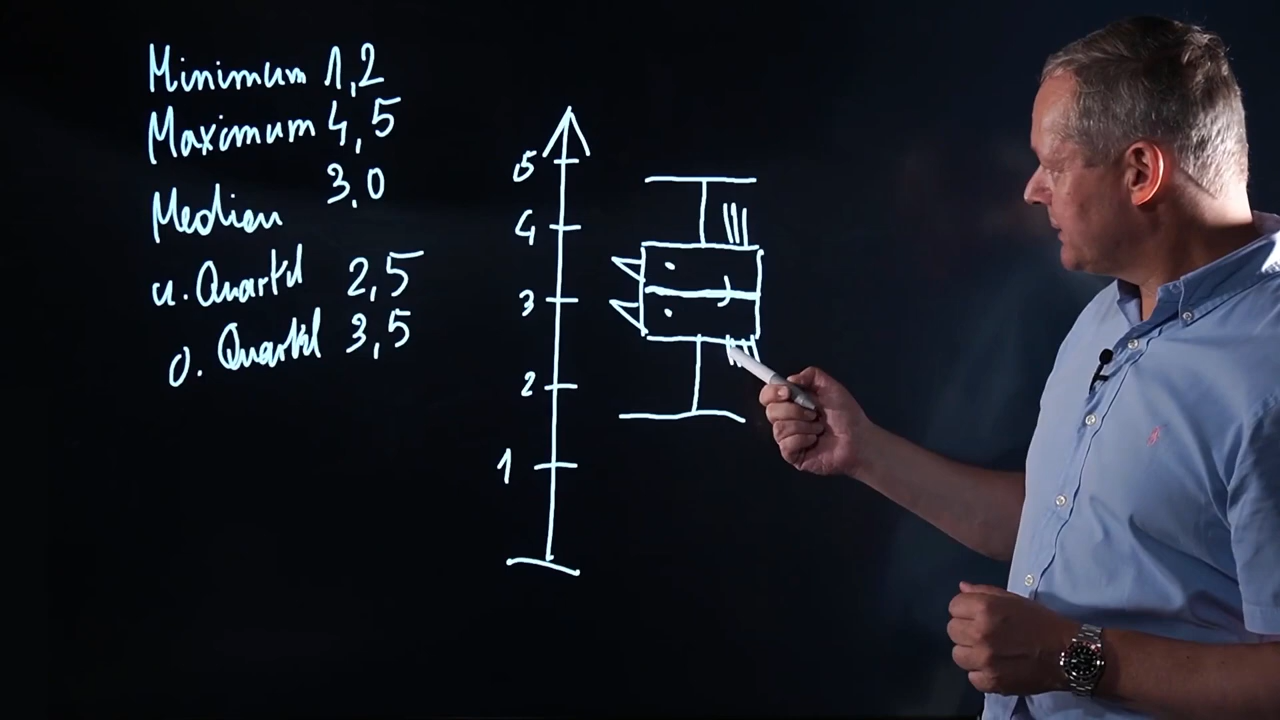 Minimum 1,2
Maximum 4,5
Median 3,0
u. Quartil 2,5
o. Quartil 3,5
5
4
3
2
1